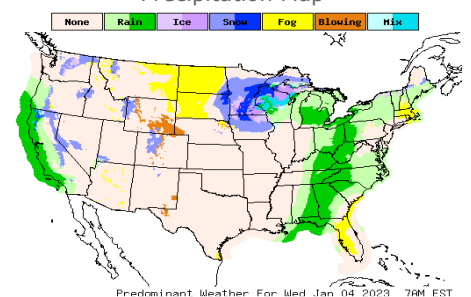 Precipitation Map
None Rain Ice Snow Fog Blowing Mix
Predominant Weather For Wed Jan 04 2023 7AM EST